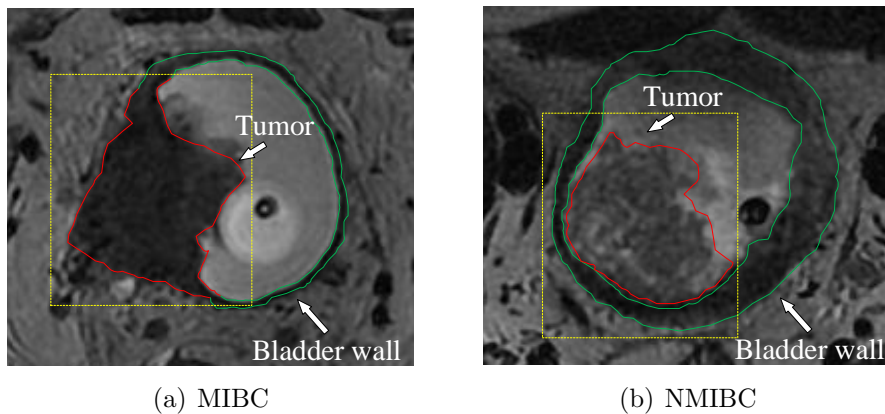 Tumor
Bladder wall
Tumor
Bladder wall
(a) MIBC
(b) NMIBC